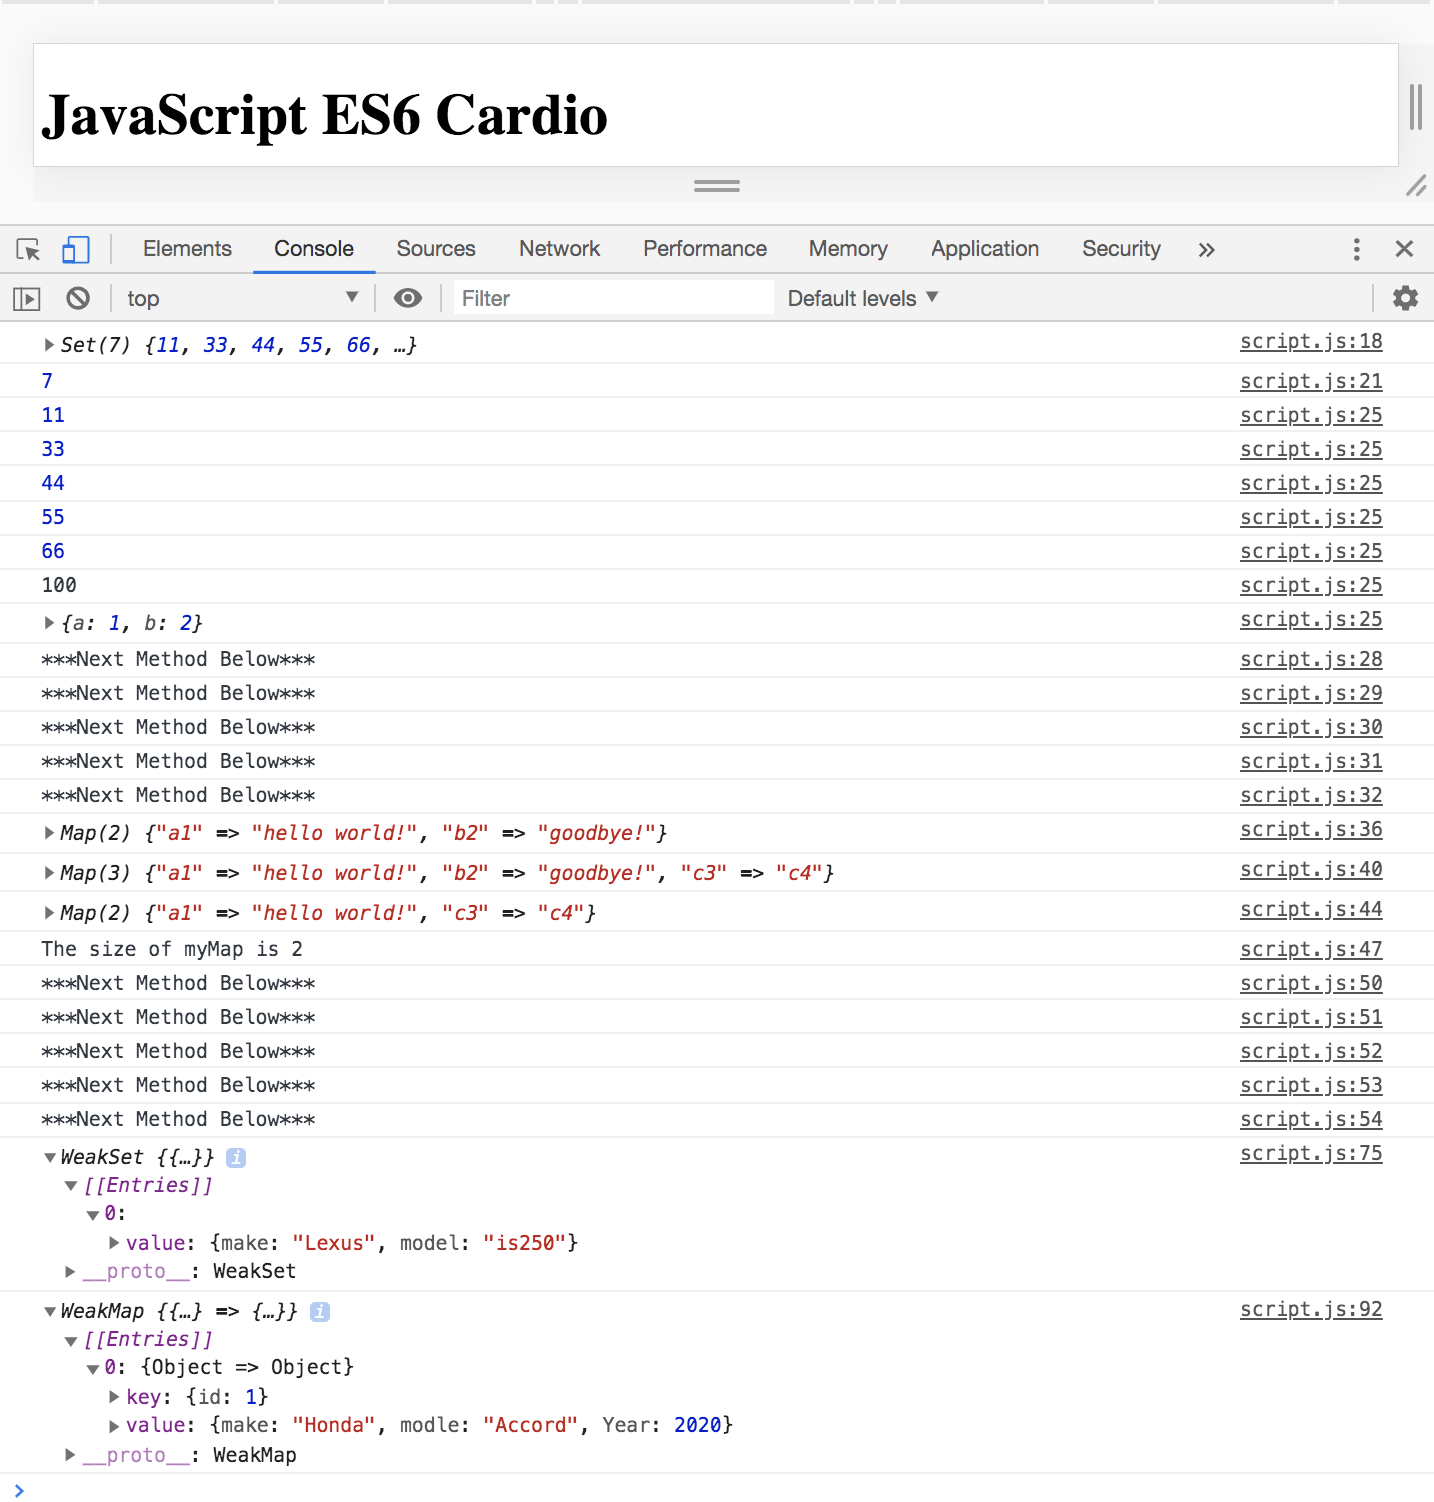 JavaScript ES6 Cardio
Elements Console Sources Network Performance Memory Application Security »
top Filter Default levels
Set(7) {11, 33, 44, 55, 66, …} script.js:18
7 script.js:21
11 script.js:25
33 script.js:25
44 script.js:25
55 script.js:25
66 script.js:25
100 script.js:25
{a: 1, b: 2} script.js:25
***Next Method Below*** script.js:28
***Next Method Below*** script.js:29
***Next Method Below*** script.js:30
***Next Method Below*** script.js:31
***Next Method Below*** script.js:32
Map(2) {"a1" => "hello world!", "b2" => "goodbye!"} script.js:36
Map(3) {"a1" => "hello world!", "b2" => "goodbye!", "c3" => "c4"} script.js:40
Map(2) {"a1" => "hello world!", "c3" => "c4"} script.js:44
The size of myMap is 2 script.js:47
***Next Method Below*** script.js:50
***Next Method Below*** script.js:51
***Next Method Below*** script.js:52
***Next Method Below*** script.js:53
***Next Method Below*** script.js:54
WeakSet {{…}} i script.js:75
[[Entries]]
0:
value: {make: "Lexus", model: "is250"}
__proto__: WeakSet
WeakMap {{…} => {…}} i script.js:92
[[Entries]]
0: {Object => Object}
key: {id: 1}
value: {make: "Honda", modle: "Accord", Year: 2020}
__proto__: WeakMap